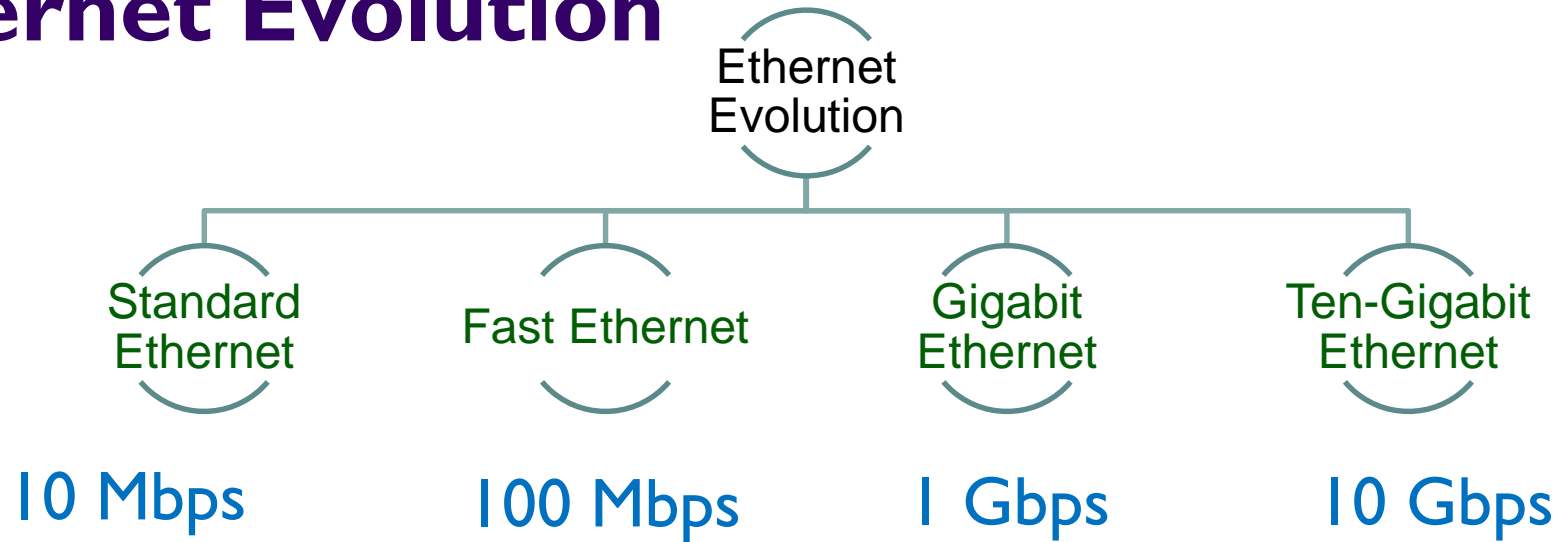 ernet Evolution
Ethernet
Evolution
Standard
Ethernet
Fast Ethernet
Gigabit
Ethernet
Ten-Gigabit
Ethernet
10 Mbps
100 Mbps
1 Gbps
10 Gbps